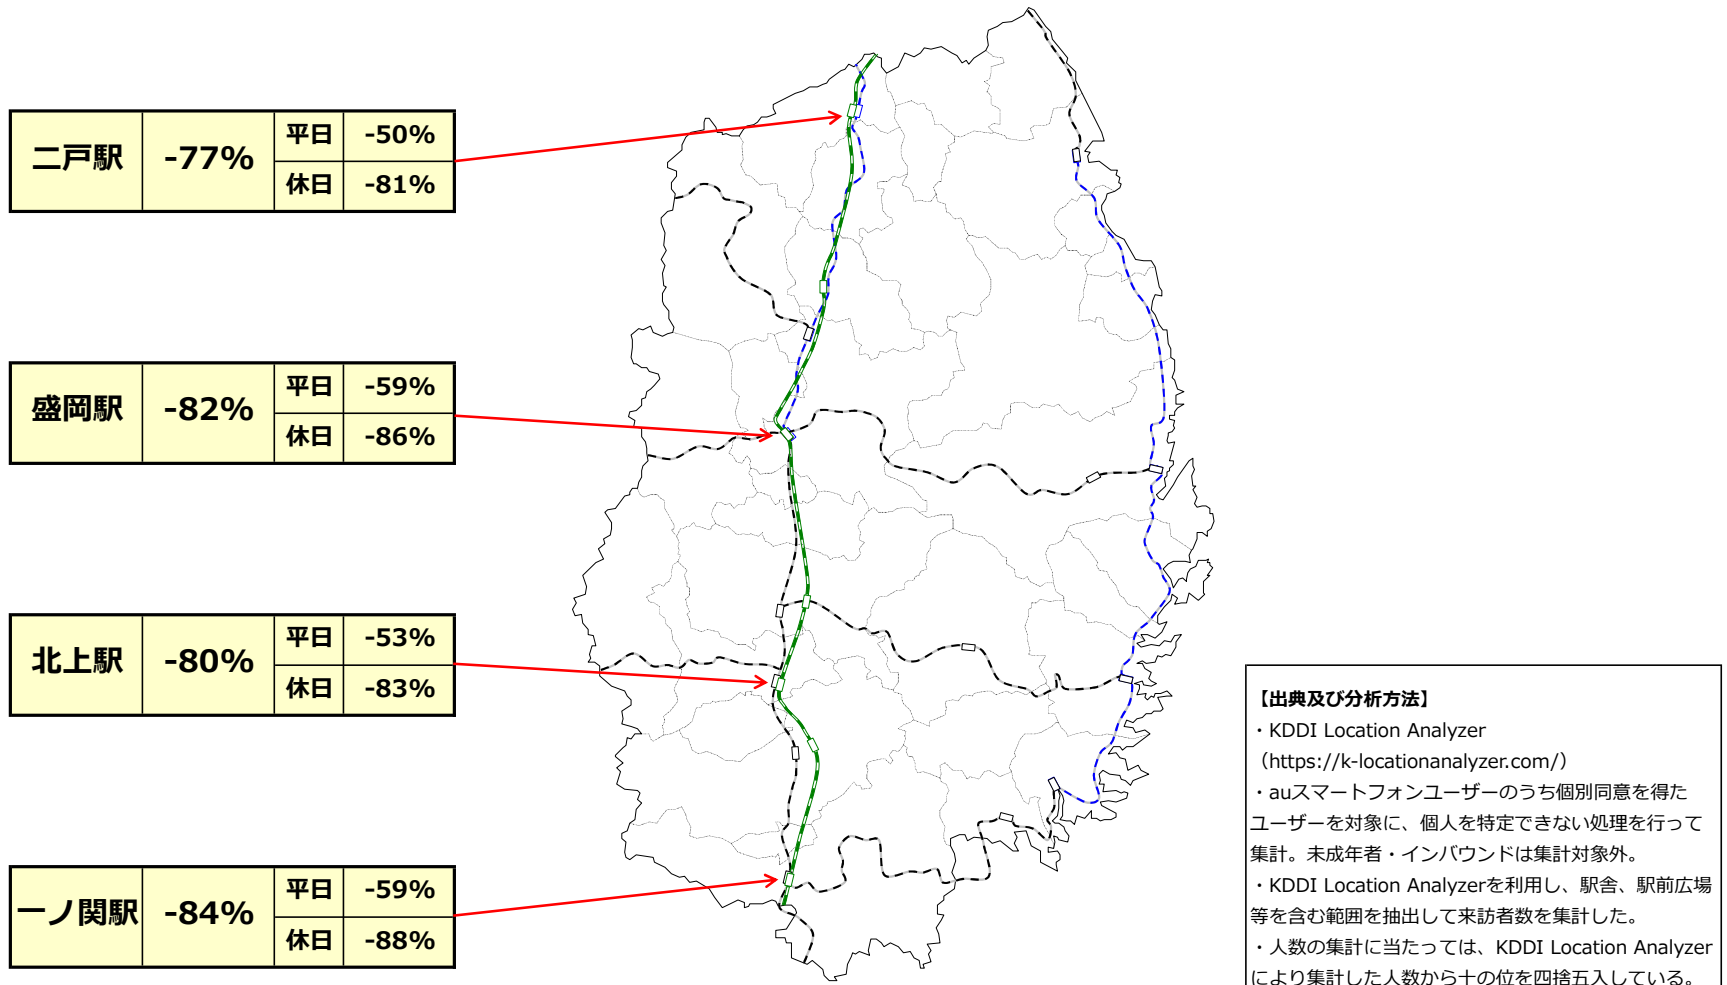 二戸駅 -77% 平日 -50%
休日 -81%
盛岡駅 -82% 平日 -59%
休日 -86%
北上駅 -80% 平日 -53%
休日 -83%
一ノ関駅 -84% 平日 -59%
休日 -88%
【出典及び分析方法】
・KDDI Location Analyzer
（https://k-locationanalyzer.com/）
・auスマートフォンユーザーのうち個別同意を得た
ユーザーを対象に、個人を特定できない処理を行って
集計。未成年者・インバウンドは集計対象外。
・KDDI Location Analyzerを利用し、駅舎、駅前広場
等を含む範囲を抽出して来訪者数を集計した。
・人数の集計に当たっては、KDDI Location Analyzer
により集計した人数から十の位を四捨五入している。